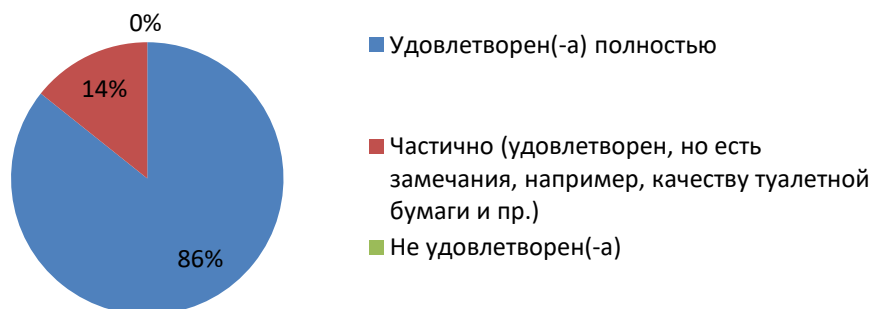 0%
14%
86%
Удовлетворен(-а) полностью
Частично (удовлетворен, но есть
замечания, например, качеству туалетной
бумаги и пр.)
Не удовлетворен(-а)